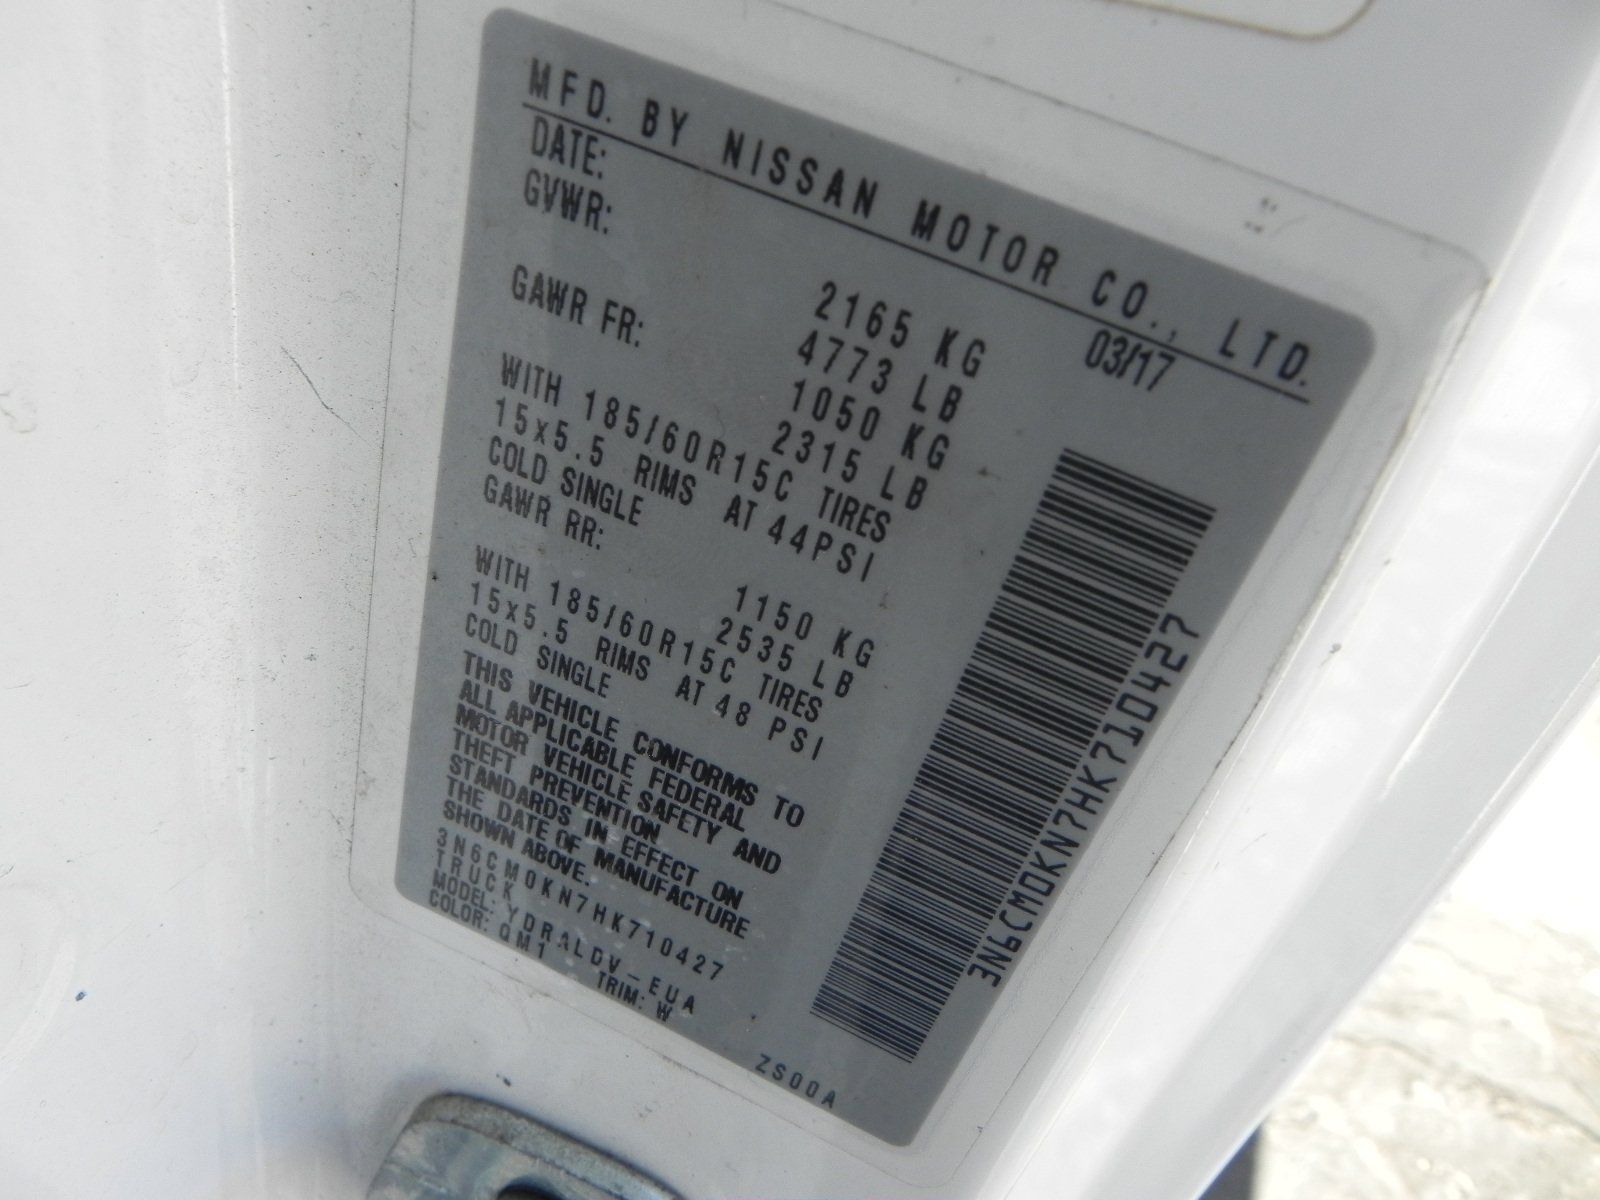 MFD. BY NISSAN MOTOR CO., LTD.
DATE: 03/17
GVWR: 2165 KG
4773 LB
GAWR FR: 1050 KG
2315 LB
WITH 185/60R15C TIRES
15x5.5 RIMS AT 44PSI
COLD SINGLE
GAWR RR: 1150 KG
2535 LB
WITH 185/60R15C TIRES
15x5.5 RIMS AT 48 PSI
COLD SINGLE
THIS VEHICLE CONFORMS TO
ALL APPLICABLE FEDERAL
MOTOR VEHICLE SAFETY AND
THEFT PREVENTION
STANDARDS IN EFFECT ON
THE DATE OF MANUFACTURE
SHOWN ABOVE.
3N6CM0KN7HK710427
TRUCK
MODEL: YDRALDV-EUA
COLOR: QM1 TRIM: W
ZS00A
3N6CM0KN7HK710427